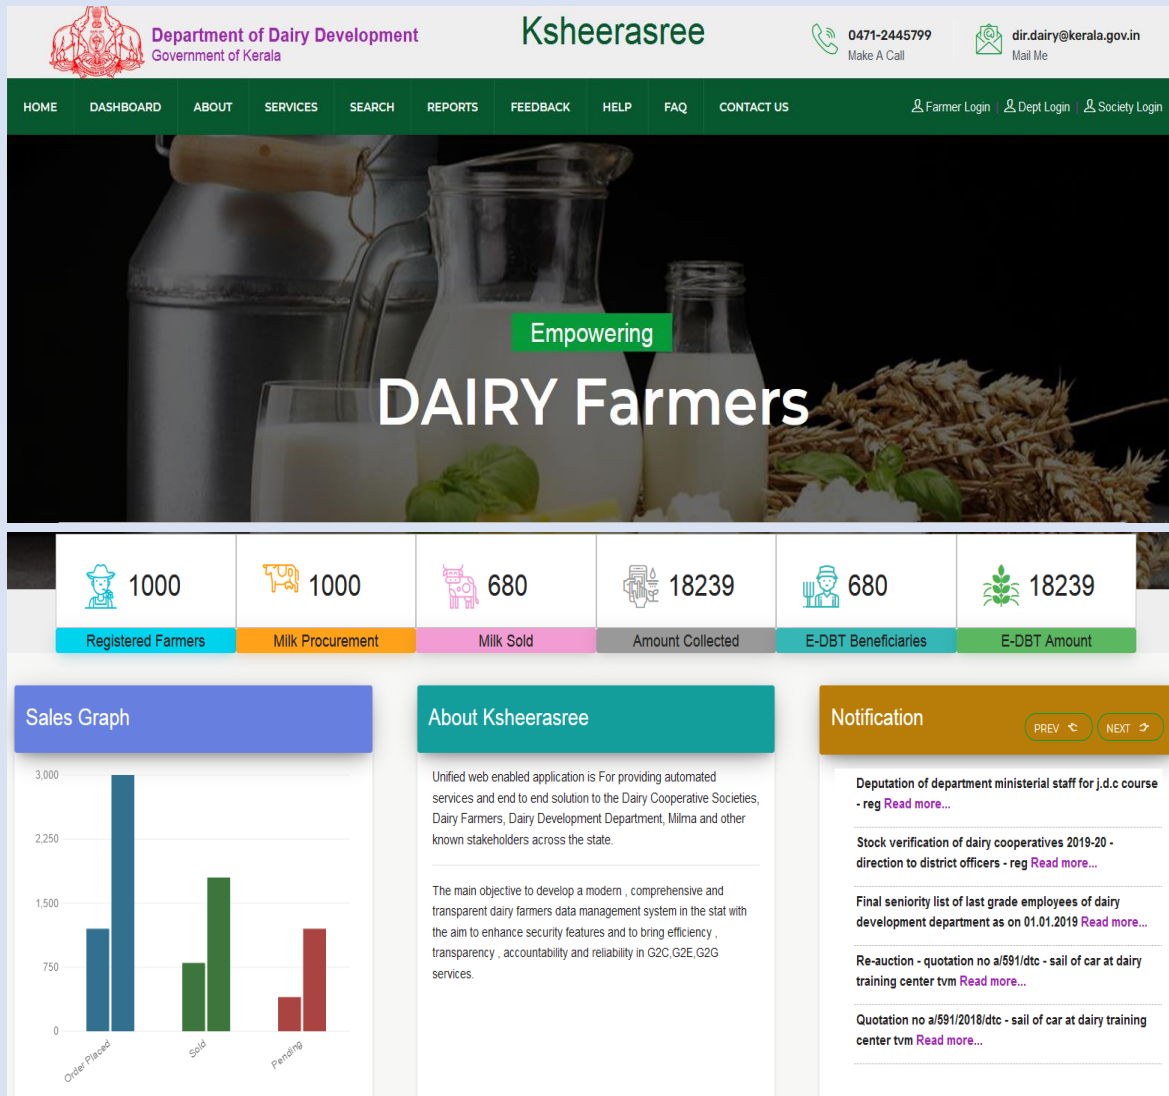 Department of Dairy Development
Government of Kerala
Ksheerasree
0471-2445799
Make A Call
dir.dairy@kerala.gov.in
Mail Me
HOME DASHBOARD ABOUT SERVICES SEARCH REPORTS FEEDBACK HELP FAQ CONTACT US Farmer Login | Dept Login | Society Login
Empowering
DAIRY Farmers
1000 1000 680 18239 680 18239
Registered Farmers Milk Procurement Milk Sold Amount Collected E-DBT Beneficiaries E-DBT Amount
Sales Graph
3,000
2,250
1,500
750
0
Order Placed Sold Pending
About Ksheerasree
Unified web enabled application is For providing automated
services and end to end solution to the Dairy Cooperative Societies,
Dairy Farmers, Dairy Development Department, Milma and other
known stakeholders across the state.
The main objective to develop a modern , comprehensive and
transparent dairy farmers data management system in the stat with
the aim to enhance security features and to bring efficiency ,
transparency , accountability and reliability in G2C,G2E,G2G
services.
Notification
PREV NEXT
Deputation of department ministerial staff for j.d.c course
- reg Read more...
Stock verification of dairy cooperatives 2019-20 -
direction to district officers - reg Read more...
Final seniority list of last grade employees of dairy
development department as on 01.01.2019 Read more...
Re-auction - quotation no a/591/dtc - sail of car at dairy
training center tvm Read more...
Quotation no a/591/2018/dtc - sail of car at dairy training
center tvm Read more...